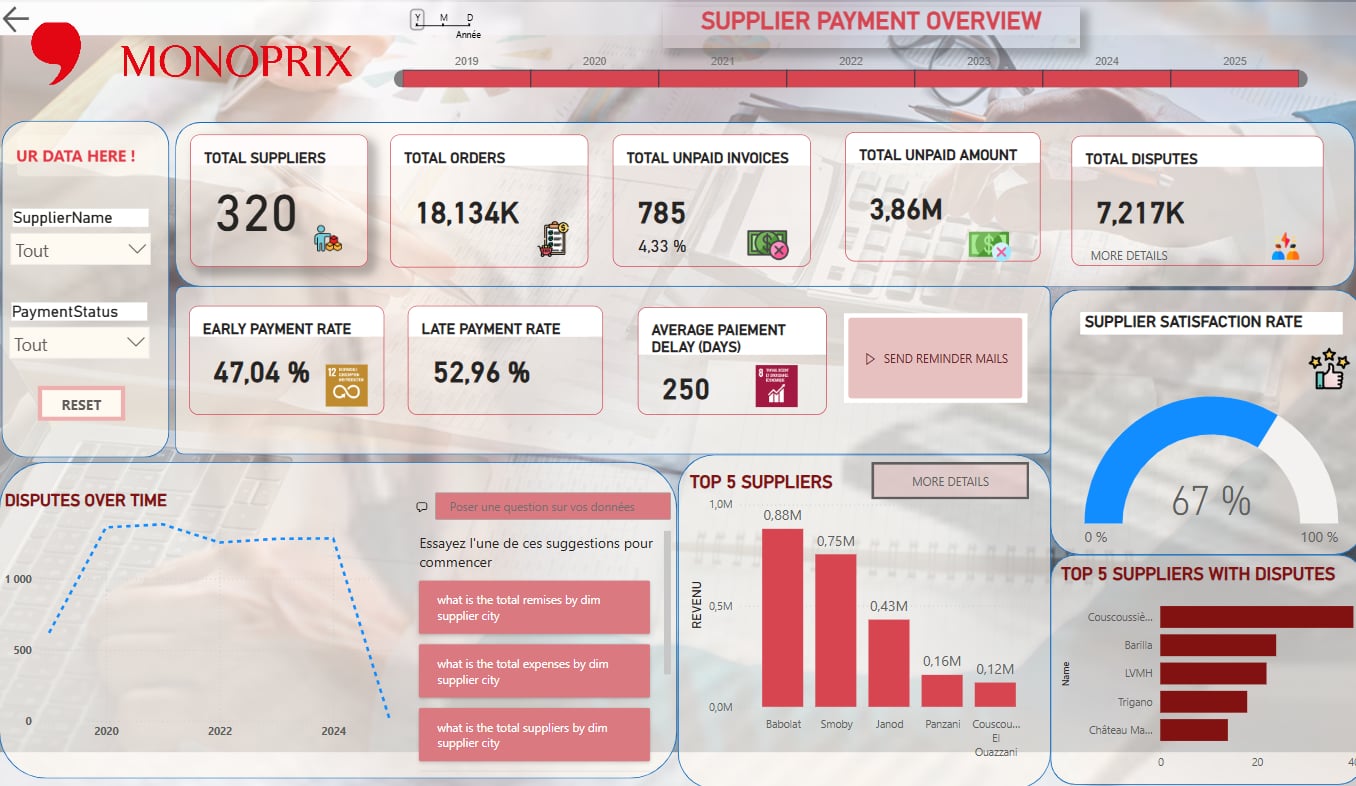 Y M D
Année
SUPPLIER PAYMENT OVERVIEW
MONOPRIX
2019 2020 2021 2022 2023 2024 2025
UR DATA HERE !
SupplierName
Tout
PaymentStatus
Tout
RESET
TOTAL SUPPLIERS
320
TOTAL ORDERS
18,134K
TOTAL UNPAID INVOICES
785
4,33 %
TOTAL UNPAID AMOUNT
3,86M
TOTAL DISPUTES
7,217K
MORE DETAILS
EARLY PAYMENT RATE
47,04 %
12
LATE PAYMENT RATE
52,96 %
AVERAGE PAIEMENT
DELAY (DAYS)
250
8
SEND REMINDER MAILS
SUPPLIER SATISFACTION RATE
67 %
0 %
100 %
DISPUTES OVER TIME
1 000
500
0
2020 2022 2024
Poser une question sur vos données
Essayez l'une de ces suggestions pour
commencer
what is the total remises by dim
supplier city
what is the total expenses by dim
supplier city
what is the total suppliers by dim
supplier city
TOP 5 SUPPLIERS
MORE DETAILS
REVENU
1,0M
0,5M
0,0M
0,88M
0,75M
0,43M
0,16M
0,12M
Babolat Smoby Janod Panzani Couscou...
El
Ouazzani
TOP 5 SUPPLIERS WITH DISPUTES
Name
Couscoussiè...
Barilla
LVMH
Trigano
Château Ma...
0 20